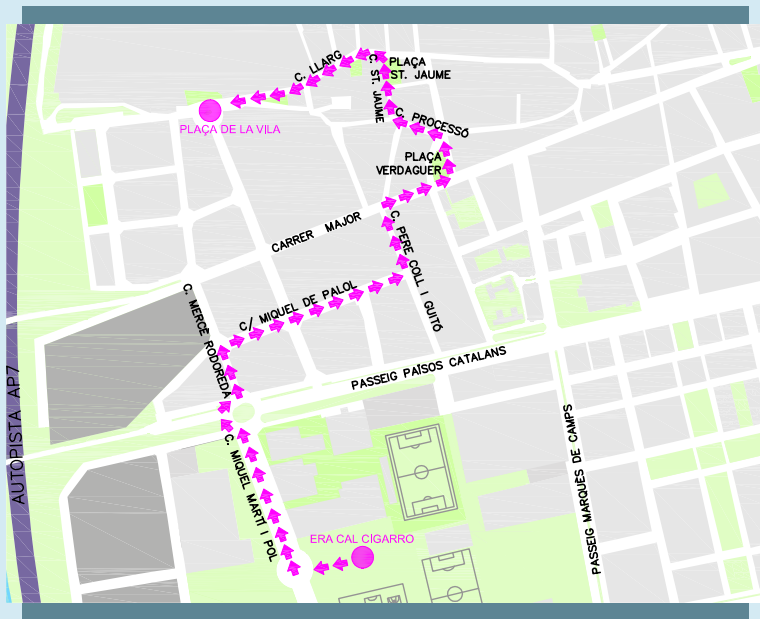 C. LLARG
PLAÇA
ST. JAUME
C. ST. JAUME
PLAÇA DE LA VILA
C. PROCESSÓ
PLAÇA
VERDAGUER
CARRER MAJOR
C. PERE COLL I GUITÓ
C/ MIQUEL DE PALOL
C. MERCÈ RODOREDA
PASSEIG PAÏSOS CATALANS
AUTOPISTA AP7
C. MIQUEL MARTÍ I POL
PASSEIG MARQUÈS DE CAMPS
ERA CAL CIGARRO